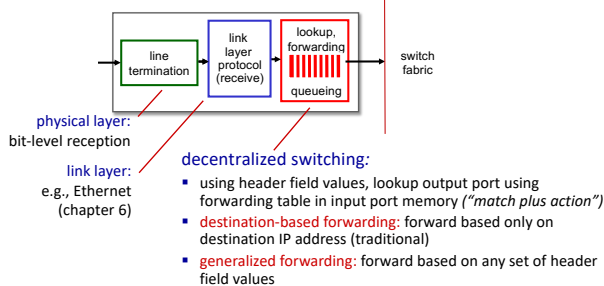 line
termination
link
layer
protocol
(receive)
lookup,
forwarding
queueing
switch
fabric
physical layer:
bit-level reception
link layer:
e.g., Ethernet
(chapter 6)
decentralized switching:
▪ using header field values, lookup output port using
forwarding table in input port memory (“match plus action”)
▪ destination-based forwarding: forward based only on
destination IP address (traditional)
▪ generalized forwarding: forward based on any set of header
field values